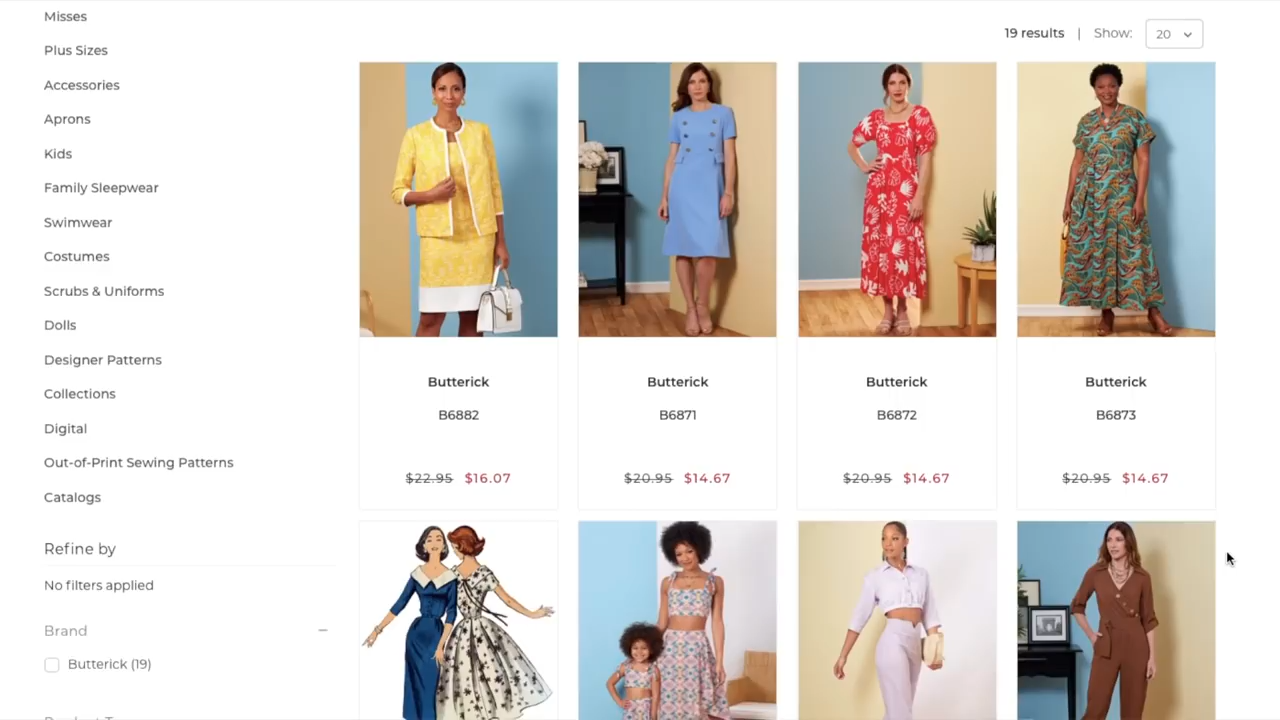 Misses
Plus Sizes
Accessories
Aprons
Kids
Family Sleepwear
Swimwear
Costumes
Scrubs & Uniforms
Dolls
Designer Patterns
Collections
Digital
Out-of-Print Sewing Patterns
Catalogs
Refine by
No filters applied
Brand
Butterick (19)
19 results | Show: 20
Butterick
B6882
$22.95 $16.07
Butterick
B6871
$20.95 $14.67
Butterick
B6872
$20.95 $14.67
Butterick
B6873
$20.95 $14.67